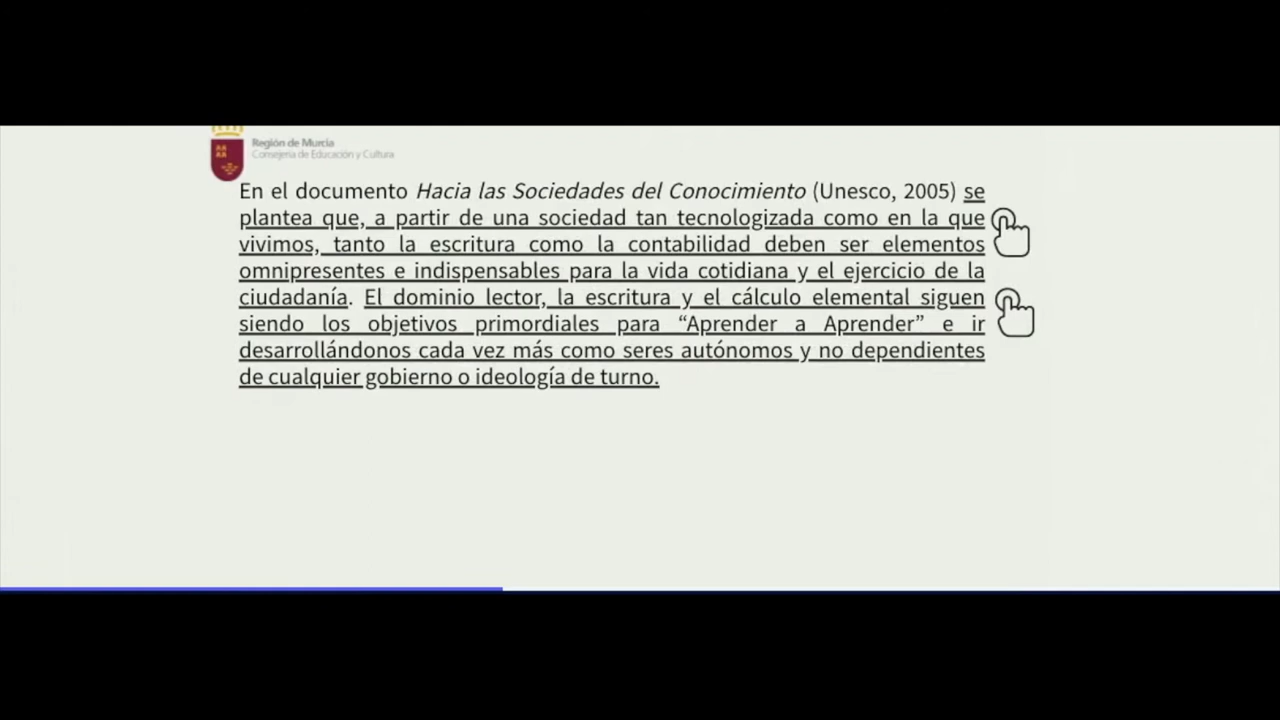 Región de Murcia
Consejería de Educación y Cultura
En el documento Hacia las Sociedades del Conocimiento (Unesco, 2005) se
plantea que, a partir de una sociedad tan tecnologizada como en la que
vivimos, tanto la escritura como la contabilidad deben ser elementos
omnipresentes e indispensables para la vida cotidiana y el ejercicio de la
ciudadanía. El dominio lector, la escritura y el cálculo elemental siguen
siendo los objetivos primordiales para “Aprender a Aprender” e ir
desarrollándonos cada vez más como seres autónomos y no dependientes
de cualquier gobierno o ideología de turno.